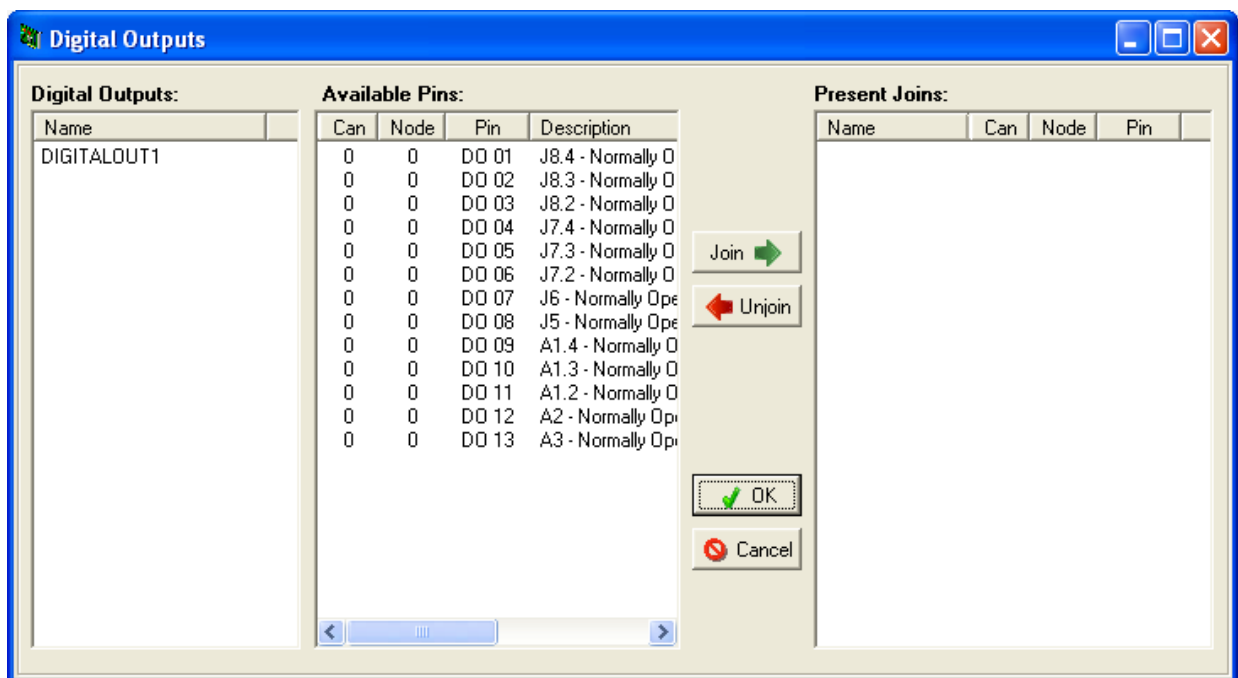 Digital Outputs
Digital Outputs:
Name
DIGITALOUT1
Available Pins:
Can Node Pin Description
0 0 DO 01 J8.4 - Normally O
0 0 DO 02 J8.3 - Normally O
0 0 DO 03 J8.2 - Normally O
0 0 DO 04 J7.4 - Normally O
0 0 DO 05 J7.3 - Normally O
0 0 DO 06 J7.2 - Normally O
0 0 DO 07 J6 - Normally Ope
0 0 DO 08 J5 - Normally Ope
0 0 DO 09 A1.4 - Normally O
0 0 DO 10 A1.3 - Normally O
0 0 DO 11 A1.2 - Normally O
0 0 DO 12 A2 - Normally Ope
0 0 DO 13 A3 - Normally Ope
Join
Unjoin
OK
Cancel
Present Joins:
Name Can Node Pin